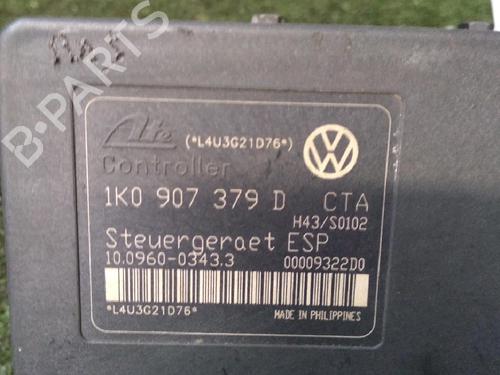 Ate (*L4U3G21D76*)
Controller
1K0 907 379 D CTA
H43/S0102
Steuergeraet ESP
10.0960-0343.3 00009322D0
*L4U3G21D76*
MADE IN PHILIPPINES
B-PARTS